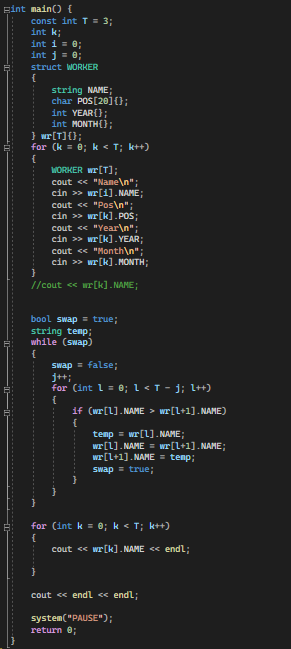 int main() {
const int T = 3;
int k;
int i = 0;
int j = 0;
struct WORKER
{
string NAME;
char POS[20]{};
int YEAR{};
int MONTH{};
} wr[T]{};
for (k = 0; k < T; k++)
{
WORKER wr[T];
cout << "Name\n";
cin >> wr[i].NAME;
cout << "Pos\n";
cin >> wr[k].POS;
cout << "Year\n";
cin >> wr[k].YEAR;
cout << "Month\n";
cin >> wr[k].MONTH;
}
//cout << wr[k].NAME;
bool swap = true;
string temp;
while (swap)
{
swap = false;
j++;
for (int l = 0; l < T - j; l++)
{
if (wr[l].NAME > wr[l+1].NAME)
{
temp = wr[l].NAME;
wr[l].NAME = wr[l+1].NAME;
wr[l+1].NAME = temp;
swap = true;
}
}
}
for (int k = 0; k < T; k++)
{
cout << wr[k].NAME << endl;
}
cout << endl << endl;
system("PAUSE");
return 0;
}